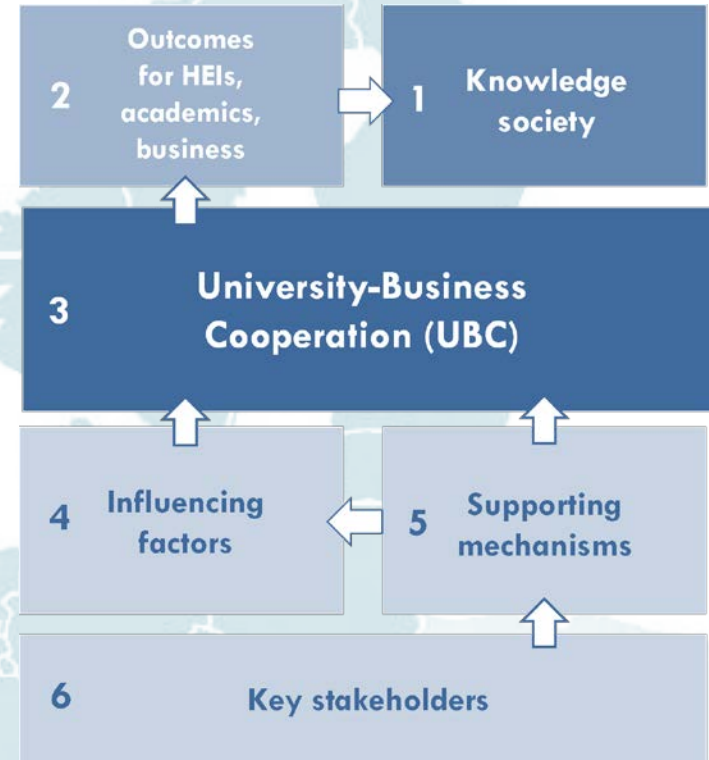 2
Outcomes
for HEIs,
academics,
business
1
Knowledge
society
3
University-Business
Cooperation (UBC)
4
Influencing
factors
5
Supporting
mechanisms
6
Key stakeholders